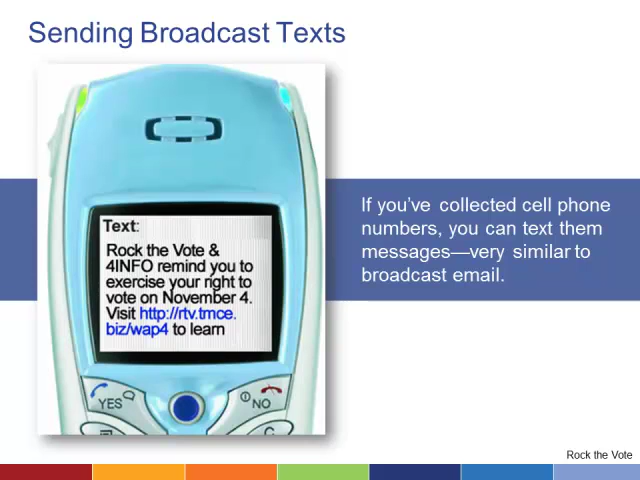 Sending Broadcast Texts
Text:
Rock the Vote &
4INFO remind you to
exercise your right to
vote on November 4.
Visit http://rtv.tmce.
biz/wap4 to learn
YES
NO
C
If you’ve collected cell phone
numbers, you can text them
messages—very similar to
broadcast email.
Rock the Vote